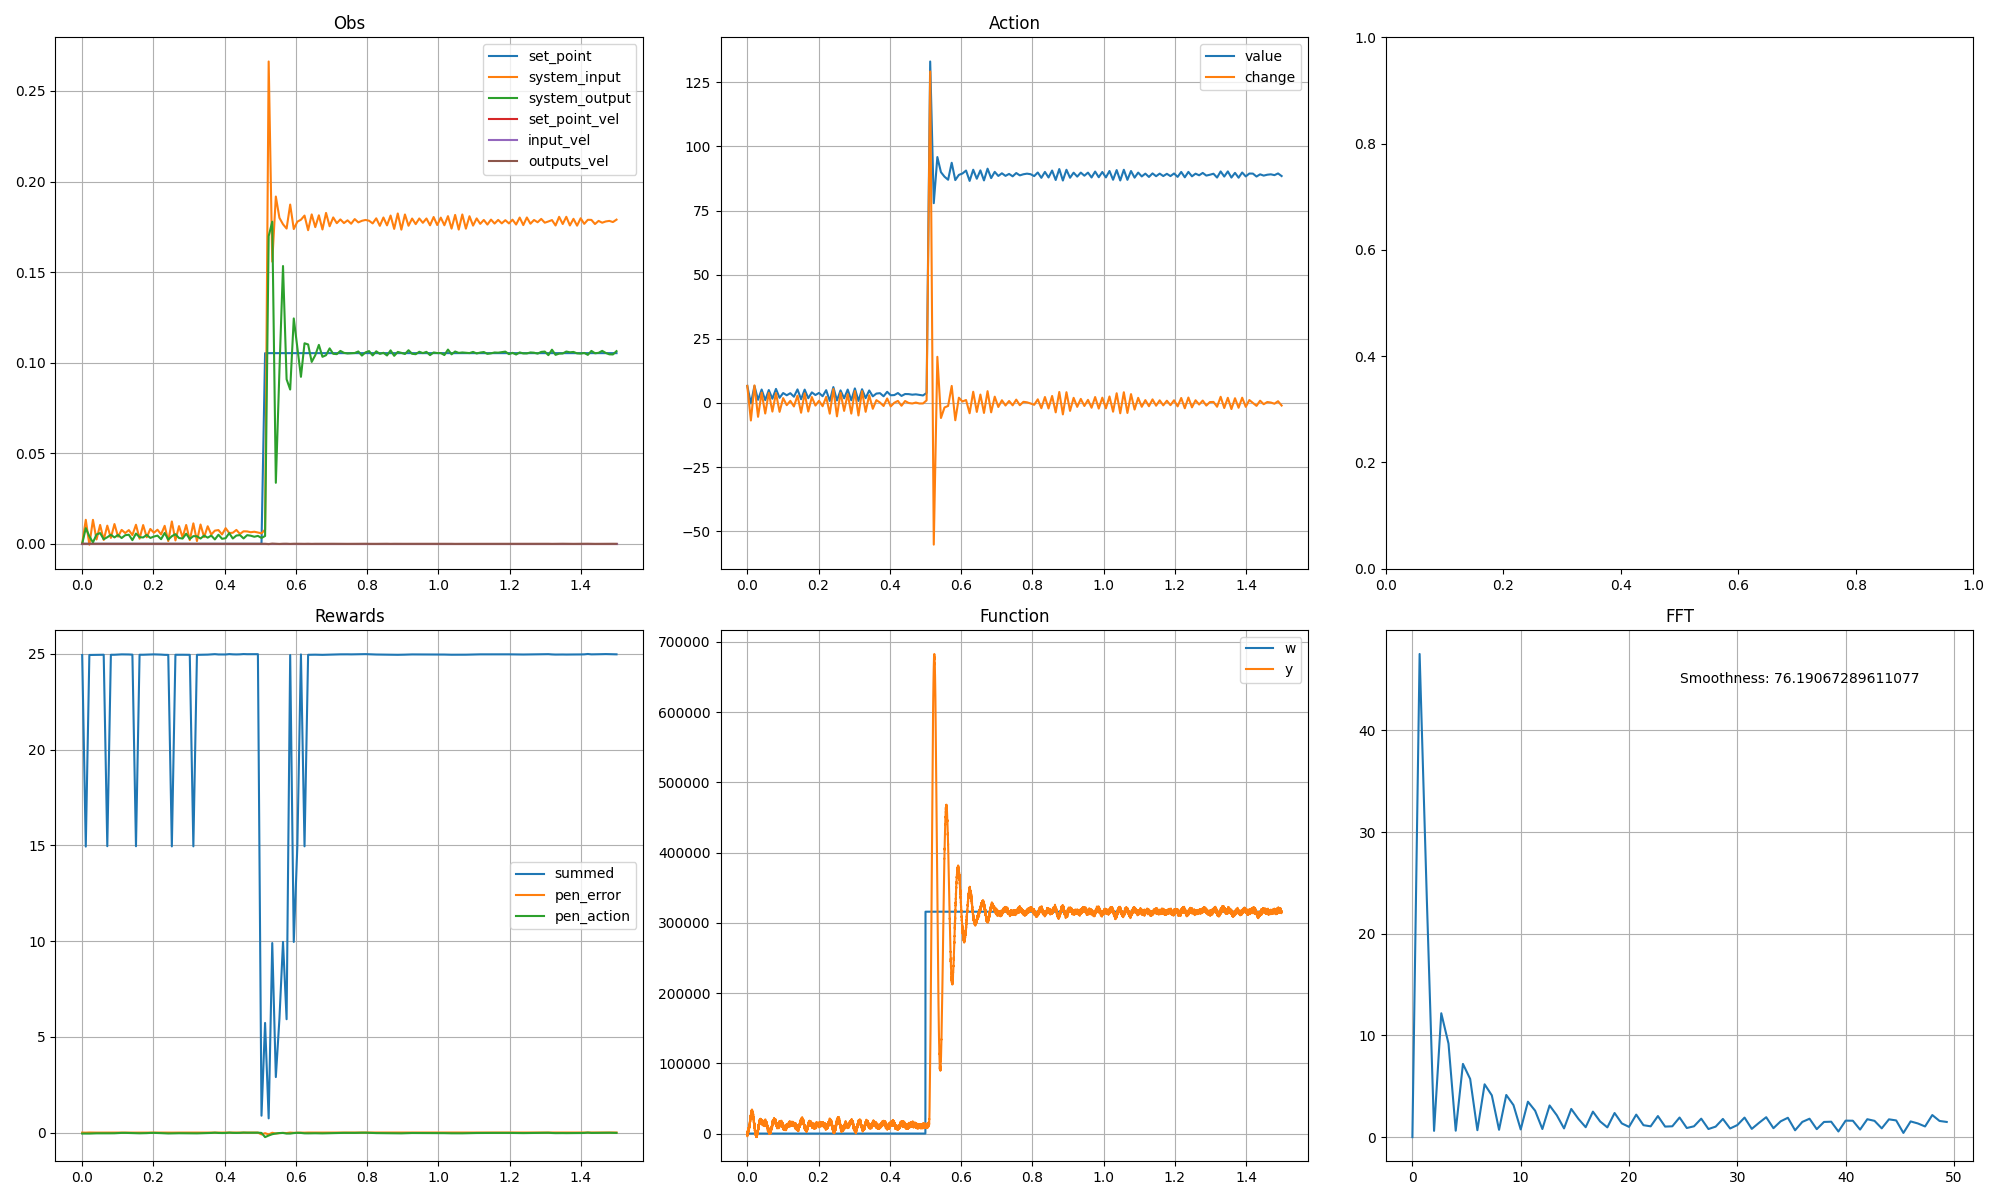 Obs
0.25
0.20
0.15
0.10
0.05
0.00
set_point
system_input
system_output
set_point_vel
input_vel
outputs_vel
0.0 0.2 0.4 0.6 0.8 1.0 1.2 1.4
Action
125
100
75
50
25
0
−25
−50
value
change
0.0 0.2 0.4 0.6 0.8 1.0 1.2 1.4
1.0
0.8
0.6
0.4
0.2
0.0
0.0 0.2 0.4 0.6 0.8 1.0
Rewards
25
20
15
10
5
0
summed
pen_error
pen_action
0.0 0.2 0.4 0.6 0.8 1.0 1.2 1.4
Function
700000
600000
500000
400000
300000
200000
100000
0
w
y
0.0 0.2 0.4 0.6 0.8 1.0 1.2 1.4
FFT
Smoothness: 76.19067289611077
40
30
20
10
0
0 10 20 30 40 50